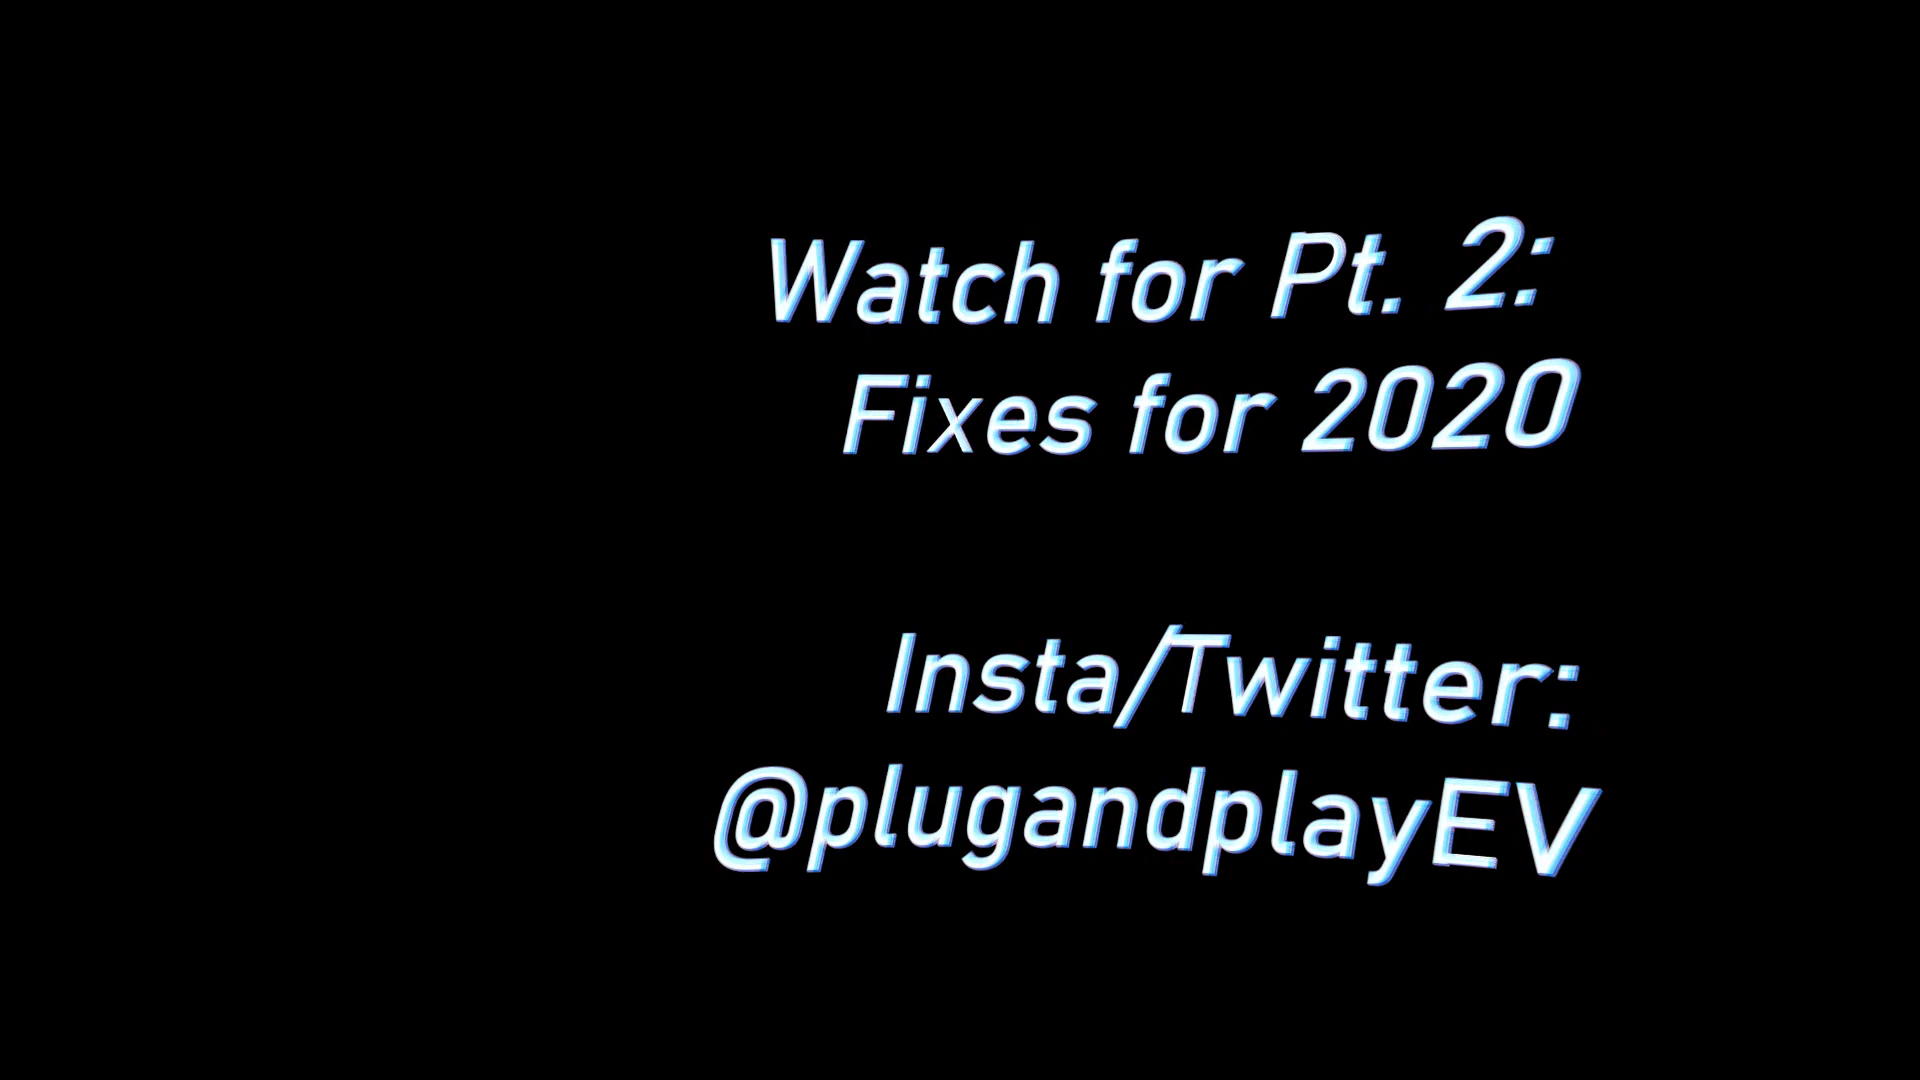 Watch for Pt. 2:
Fixes for 2020
Insta/Twitter:
@plugandplayEV